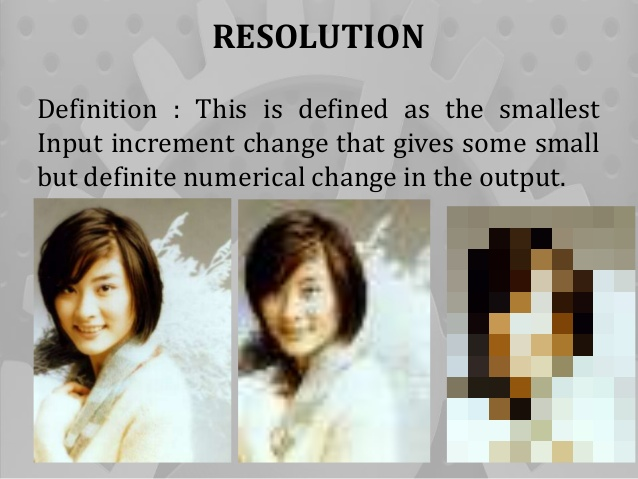 RESOLUTION
Definition : This is defined as the smallest
Input increment change that gives some small
but definite numerical change in the output.